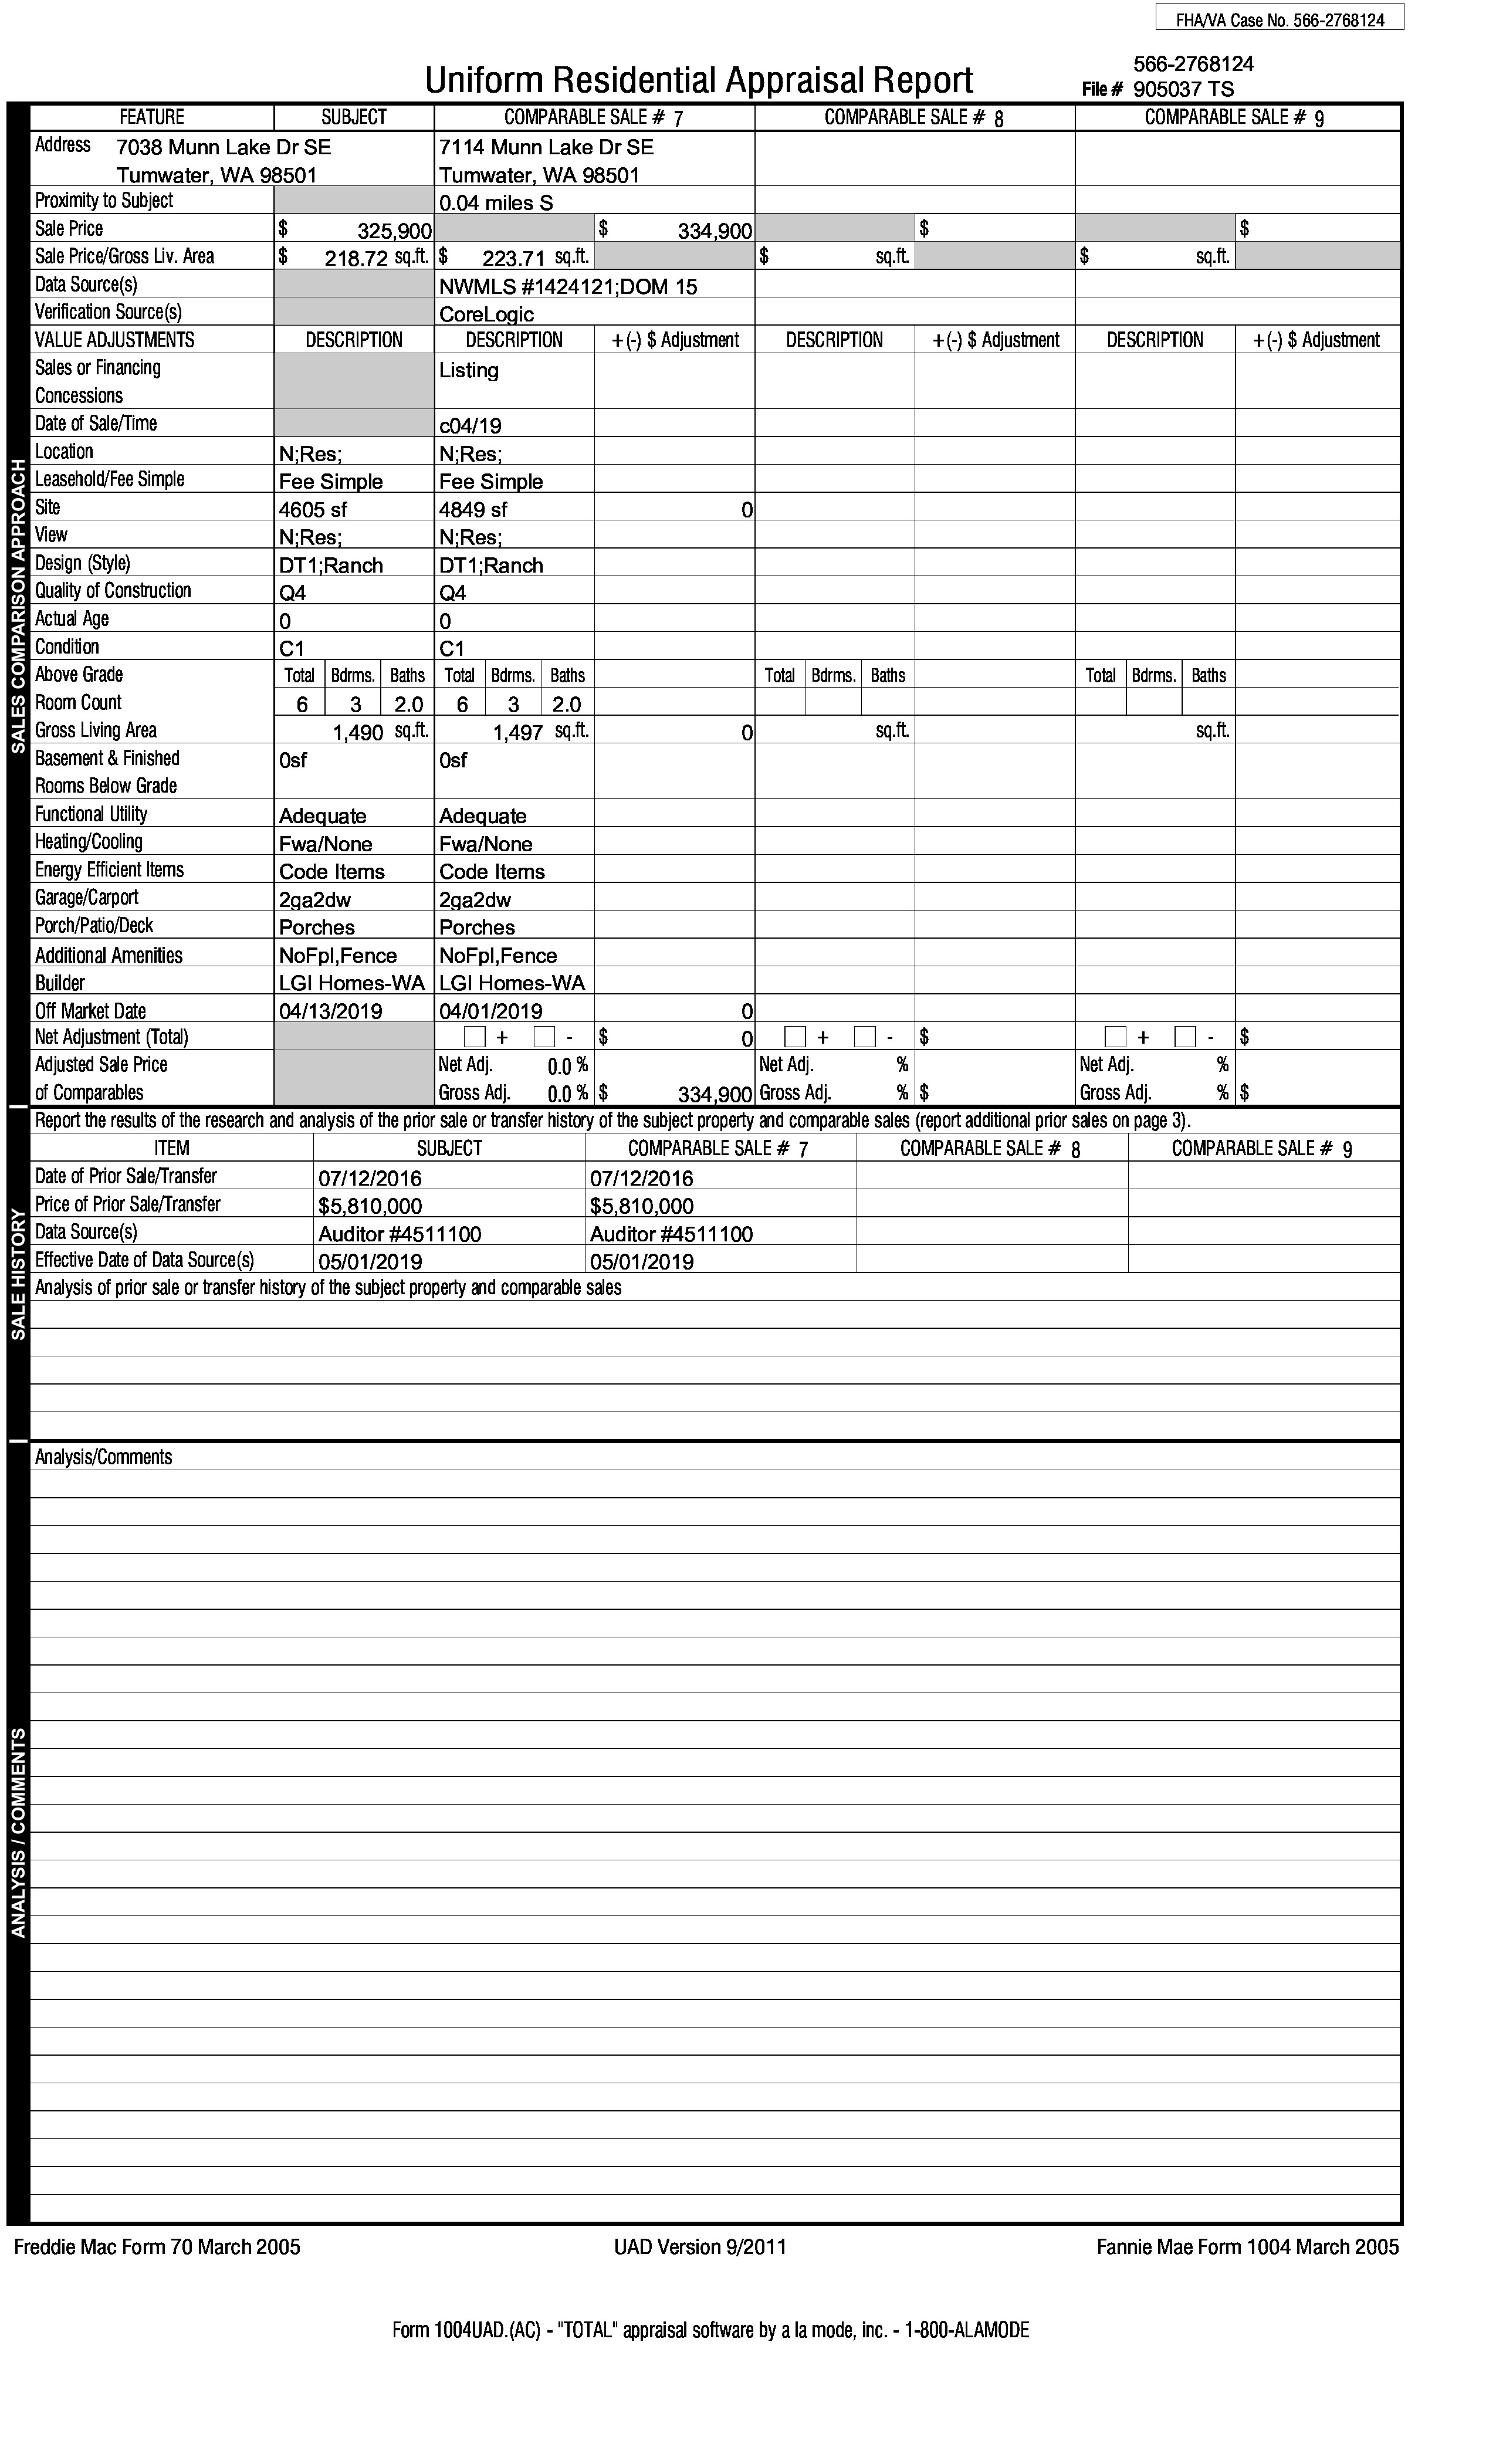 FHA/VA Case No. 566-2768124
566-2768124
Uniform Residential Appraisal Report File # 905037 TS
FEATURE SUBJECT COMPARABLE SALE # 7 COMPARABLE SALE # 8 COMPARABLE SALE # 9
Address 7038 Munn Lake Dr SE 7114 Munn Lake Dr SE
Tumwater, WA 98501 Tumwater, WA 98501
Proximity to Subject 0.04 miles S
Sale Price $ 325,900 $ 334,900 $ $
Sale Price/Gross Liv. Area $ 218.72 sq.ft. $ 223.71 sq.ft. $ sq.ft. $ sq.ft.
Data Source(s) NWMLS #1424121;DOM 15
Verification Source(s) CoreLogic
VALUE ADJUSTMENTS DESCRIPTION DESCRIPTION +(-) $ Adjustment DESCRIPTION +(-) $ Adjustment DESCRIPTION +(-) $ Adjustment
Sales or Financing Listing
Concessions
Date of Sale/Time c04/19
Location N;Res; N;Res;
Leasehold/Fee Simple Fee Simple Fee Simple
Site 4605 sf 4849 sf 0
View N;Res; N;Res;
Design (Style) DT1;Ranch DT1;Ranch
Quality of Construction Q4 Q4
Actual Age 0 0
Condition C1 C1
Above Grade Total Bdrms. Baths Total Bdrms. Baths Total Bdrms. Baths Total Bdrms. Baths
Room Count 6 3 2.0 6 3 2.0
Gross Living Area 1,490 sq.ft. 1,497 sq.ft. 0 sq.ft. sq.ft.
Basement & Finished 0sf 0sf
Rooms Below Grade
Functional Utility Adequate Adequate
Heating/Cooling Fwa/None Fwa/None
Energy Efficient Items Code Items Code Items
Garage/Carport 2ga2dw 2ga2dw
Porch/Patio/Deck Porches Porches
Additional Amenities NoFpl,Fence NoFpl,Fence
Builder LGI Homes-WA LGI Homes-WA
Off Market Date 04/13/2019 04/01/2019 0
Net Adjustment (Total) + - $ 0 + - $ + - $
Adjusted Sale Price Net Adj. 0.0 % Net Adj. % Net Adj. %
of Comparables Gross Adj. 0.0 % $ 334,900 Gross Adj. % $ Gross Adj. % $
SALES COMPARISON APPROACH
Report the results of the research and analysis of the prior sale or transfer history of the subject property and comparable sales (report additional prior sales on page 3).
ITEM SUBJECT COMPARABLE SALE # 7 COMPARABLE SALE # 8 COMPARABLE SALE # 9
Date of Prior Sale/Transfer 07/12/2016 07/12/2016
Price of Prior Sale/Transfer $5,810,000 $5,810,000
Data Source(s) Auditor #4511100 Auditor #4511100
Effective Date of Data Source(s) 05/01/2019 05/01/2019
Analysis of prior sale or transfer history of the subject property and comparable sales
SALE HISTORY
Analysis/Comments
ANALYSIS / COMMENTS
Freddie Mac Form 70 March 2005 UAD Version 9/2011 Fannie Mae Form 1004 March 2005
Form 1004UAD.(AC) - "TOTAL" appraisal software by a la mode, inc. - 1-800-ALAMODE